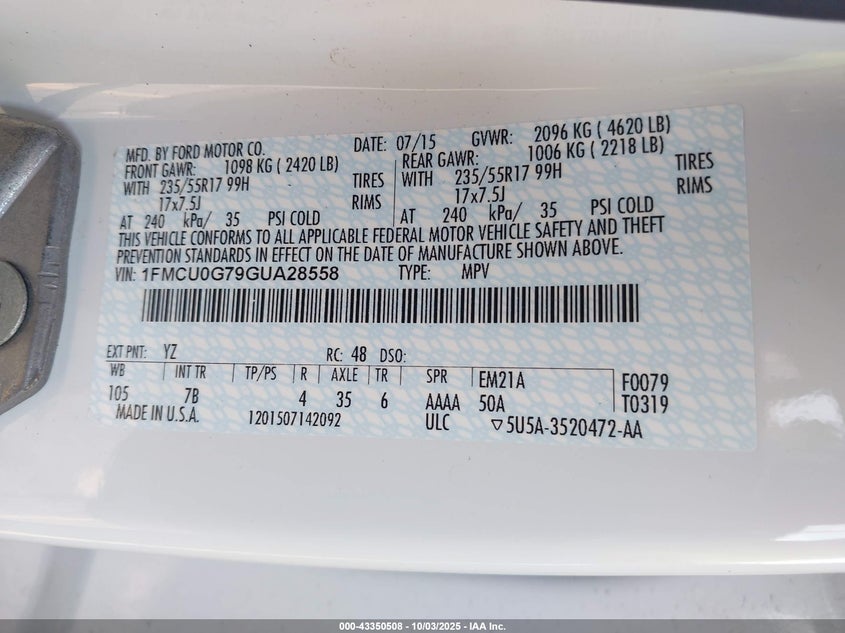 MFD. BY FORD MOTOR CO. DATE: 07/15 GVWR: 2096 KG ( 4620 LB)
FRONT GAWR: 1098 KG ( 2420 LB) REAR GAWR: 1006 KG ( 2218 LB)
WITH 235/55R17 99H TIRES WITH 235/55R17 99H TIRES
17x7.5J RIMS 17x7.5J RIMS
AT 240 kPa/ 35 PSI COLD AT 240 kPa/ 35 PSI COLD
THIS VEHICLE CONFORMS TO ALL APPLICABLE FEDERAL MOTOR VEHICLE SAFETY AND THEFT
PREVENTION STANDARDS IN EFFECT ON THE DATE OF MANUFACTURE SHOWN ABOVE.
VIN: 1FMCU0G79GUA28558 TYPE: MPV
EXT PNT: YZ RC: 48 DSO:
WB INT TR TP/PS R AXLE TR SPR EM21A F0079
105 7B 4 35 6 AAAA 50A T0319
MADE IN U.S.A. 1201507142092 ULC ▽5U5A-3520472-AA
000-43350508 - 10/03/2025 - IAA Inc.